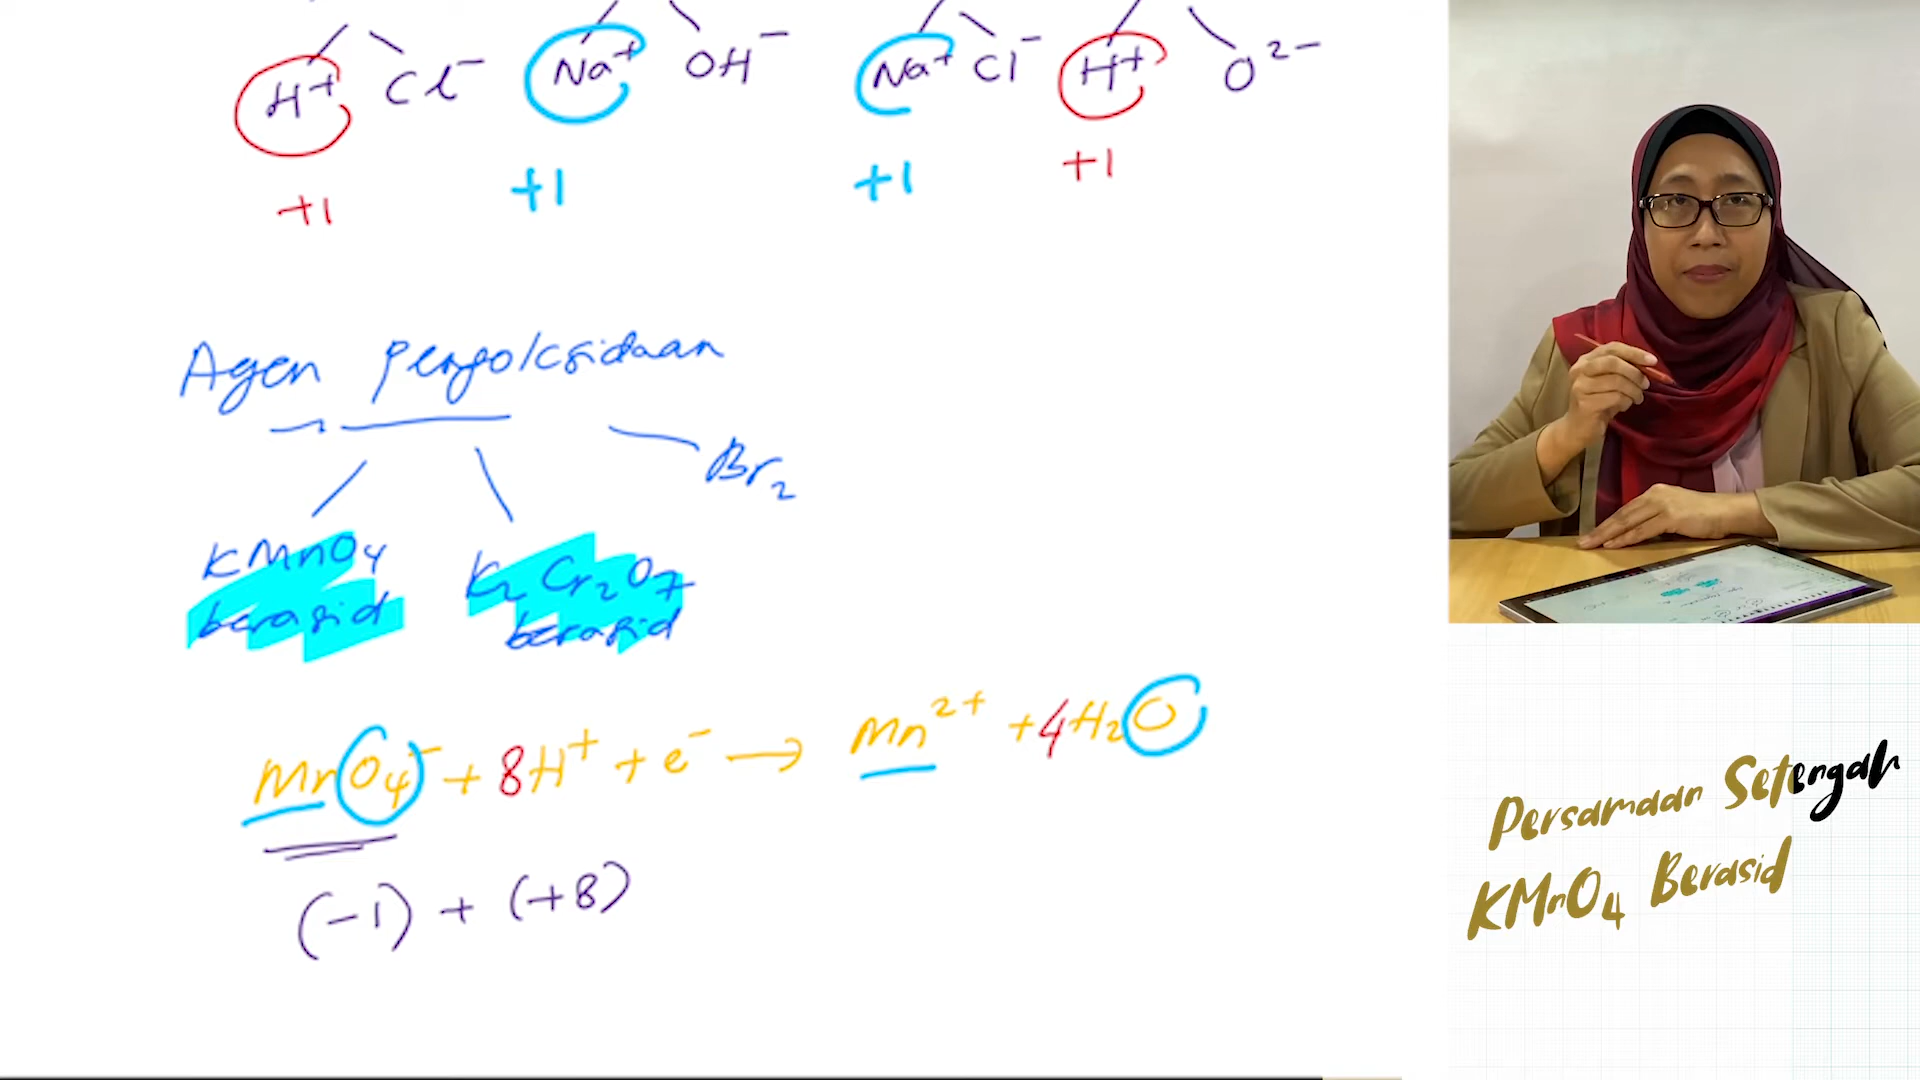 H⁺ Cl⁻ Na⁺ OH⁻ Na⁺ Cl⁻ H⁺ O²⁻
+1 +1 +1 +1
Agen Pengoksidaan
Br₂
KMnO₄ berasid
K₂Cr₂O₇ berasid
MnO₄⁻ + 8H⁺ + e⁻ → Mn²⁺ + 4H₂O
(-1) + (+8)
Persamaan Setengah
KMnO₄ Berasid